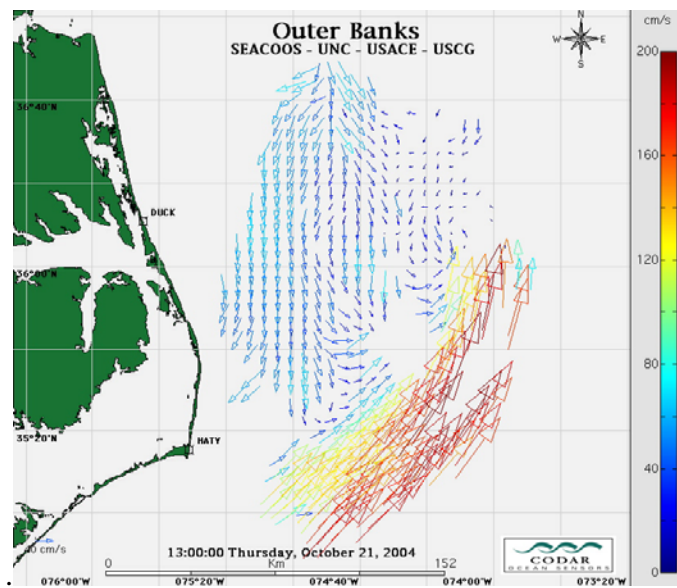 Outer Banks
SEACOOS - UNC - USACE - USCG
cm/s
N
W E
S
200
160
120
80
40
0
36°40'N
DUCK
36°00'N
35°20'N
HATY
40 cm/s
13:00:00 Thursday, October 21, 2004
0 Km 152
CODAR
OCEAN SENSORS
076°00'W 075°20'W 074°40'W 074°00'W 073°20'W